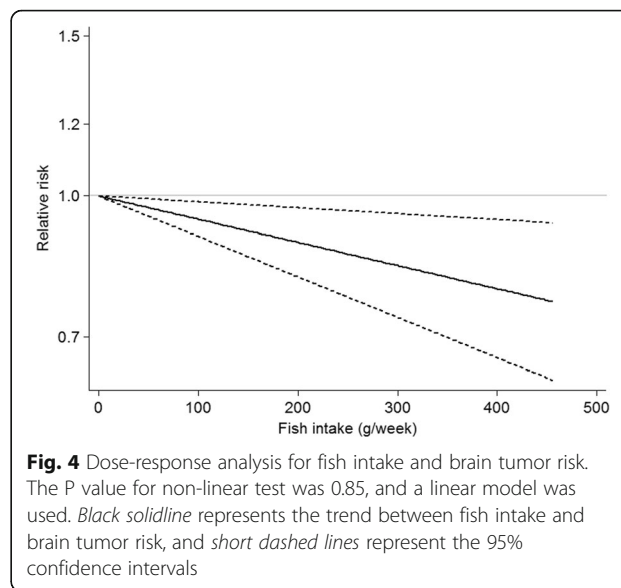 1.5
1.2
1.0
0.7
Relative risk
0
100
200
300
400
500
Fish intake (g/week)
Fig. 4 Dose-response analysis for fish intake and brain tumor risk.
The P value for non-linear test was 0.85, and a linear model was
used. Black solidline represents the trend between fish intake and
brain tumor risk, and short dashed lines represent the 95%
confidence intervals